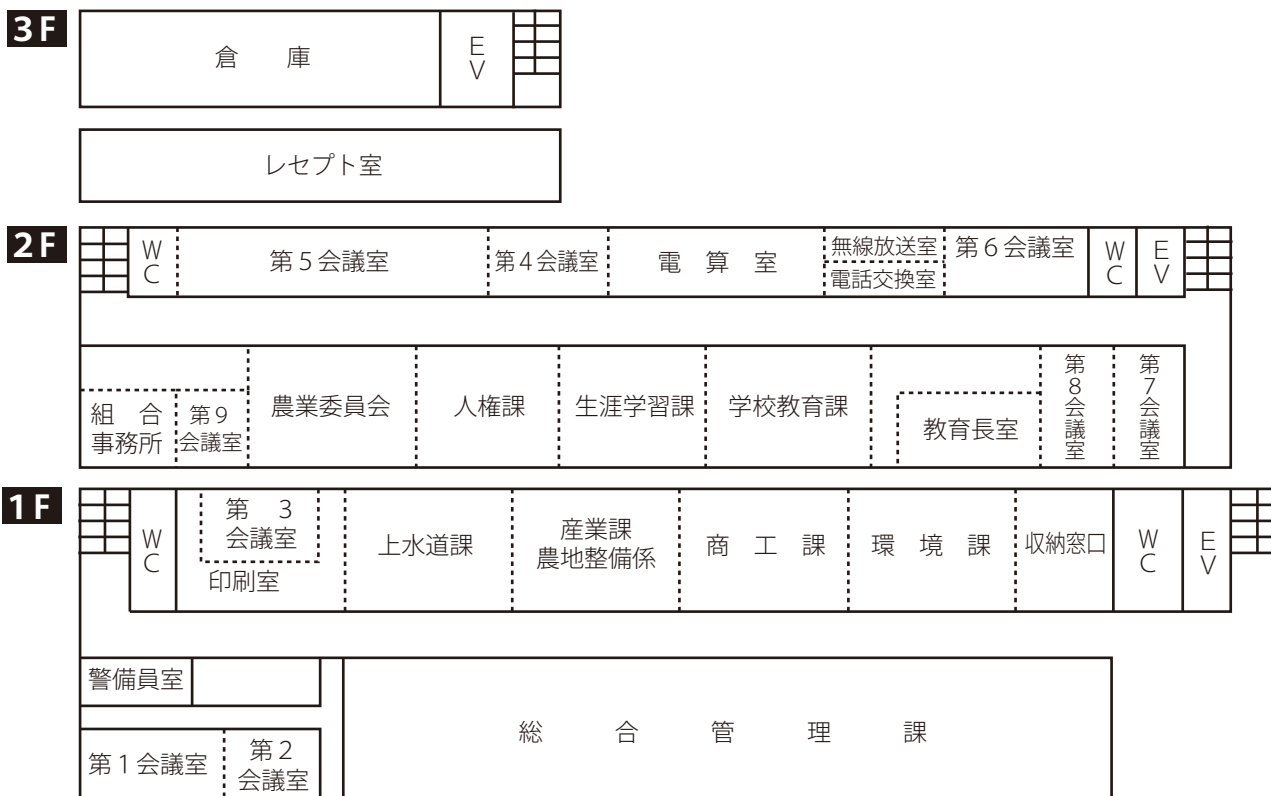 3F
倉　庫
EV
レセプト室
2F
WC
第５会議室
第４会議室
電　算　室
無線放送室
電話交換室
第６会議室
WC
EV
組　合
事務所
第９
会議室
農業委員会
人権課
生涯学習課
学校教育課
教育長室
第８会議室
第７会議室
1F
WC
第　３
会議室
印刷室
上水道課
産業課
農地整備係
商　工　課
環　境　課
収納窓口
WC
EV
警備員室
第１会議室
第２
会議室
総　合　管　理　課